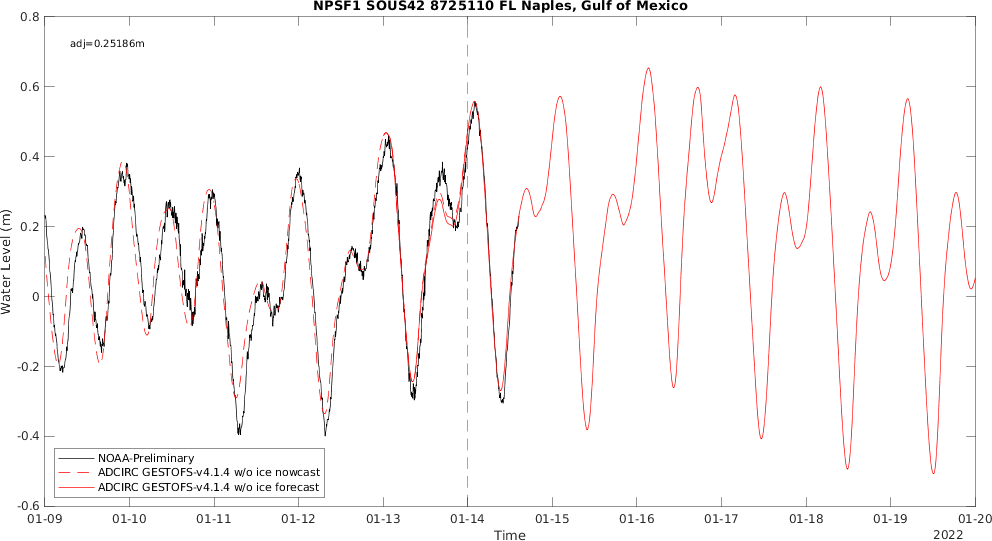 NPSF1 SOUS42 8725110 FL Naples, Gulf of Mexico
adj=0.25186m
0.8
0.6
0.4
0.2
0
-0.2
-0.4
-0.6
Water Level (m)
NOAA-Preliminary
ADCIRC GESTOFS-v4.1.4 w/o ice nowcast
ADCIRC GESTOFS-v4.1.4 w/o ice forecast
01-09 01-10 01-11 01-12 01-13 01-14 01-15 01-16 01-17 01-18 01-19 01-20
Time
2022